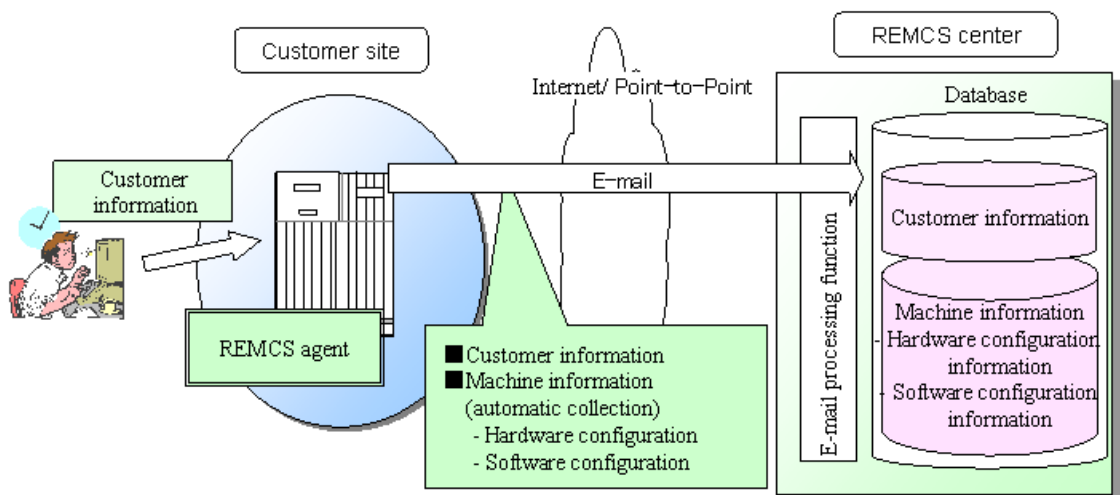 Customer site
REMCS center
Internet/ Point-to-Point
Database
Customer
information
E-mail
Customer information
REMCS agent
■ Customer information
■ Machine information
(automatic collection)
- Hardware configuration
- Software configuration
E-mail processing function
Machine information
- Hardware configuration
information
- Software configuration
information